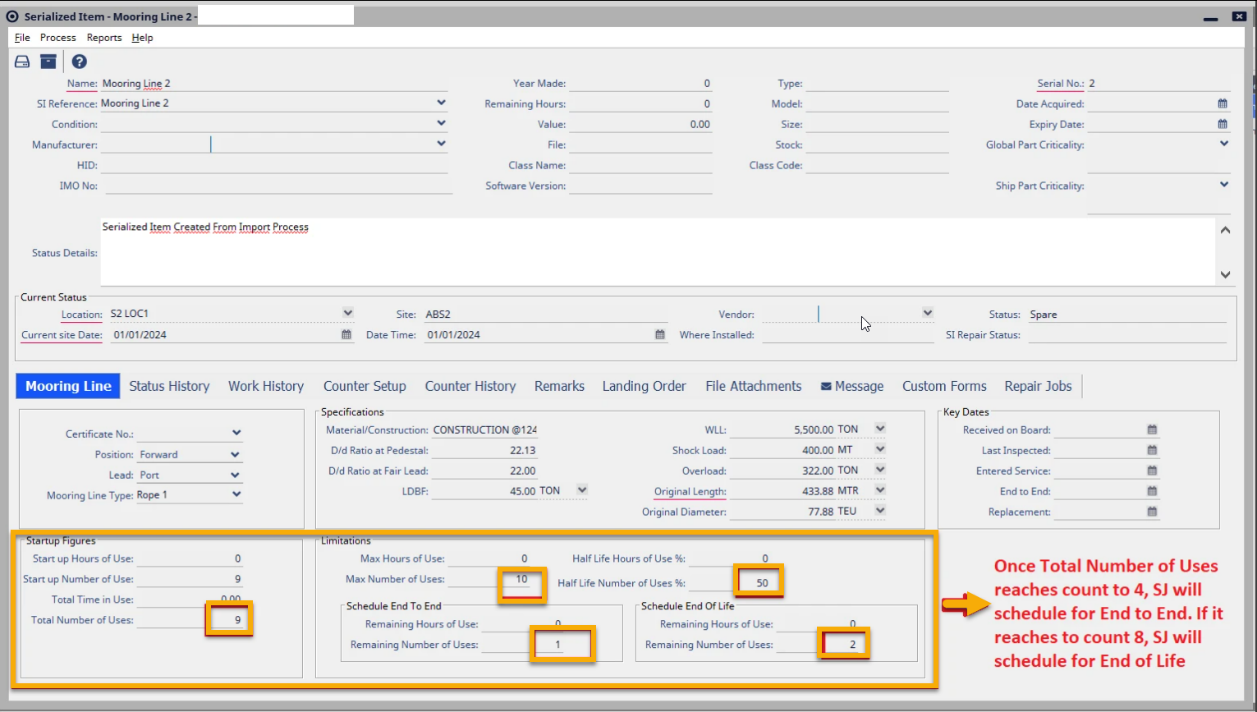 Serialized Item - Mooring Line 2 -
File Process Reports Help
Name: Mooring Line 2 Year Made: 0 Type: Serial No.: 2
SI Reference: Mooring Line 2 Remaining Hours: 0 Model: Date Acquired:
Condition: Value: 0.00 Size: Expiry Date:
Manufacturer: File: Stock: Global Part Criticality:
HID: Class Name: Class Code:
IMO No: Software Version: Ship Part Criticality:
Serialized Item Created From Import Process
Status Details:
Current Status
Location: S2 LOC1 Site: ABS2 Vendor: Status: Spare
Current site Date: 01/01/2024 Date Time: 01/01/2024 Where Installed: SI Repair Status:
Mooring Line Status History Work History Counter Setup Counter History Remarks Landing Order File Attachments Message Custom Forms Repair Jobs
Certificate No.:
Position: Forward
Lead: Port
Mooring Line Type: Rope 1
Specifications
Material/Construction: CONSTRUCTION @124 WLL: 5,500.00 TON
D/d Ratio at Pedestal: 22.13 Shock Load: 400.00 MT
D/d Ratio at Fair Lead: 22.00 Overload: 322.00 TON
LDBF: 45.00 TON Original Length: 433.88 MTR
Original Diameter: 77.88 TEU
Key Dates
Received on Board:
Last Inspected:
Entered Service:
End to End:
Replacement:
Startup Figures
Start up Hours of Use: 0
Start up Number of Use: 9
Total Time in Use: 0.00
Total Number of Uses: 9
Limitations
Max Hours of Use: 0 Half Life Hours of Use %: 0
Max Number of Uses: 10 Half Life Number of Uses %: 50
Schedule End To End
Remaining Hours of Use: 0
Remaining Number of Uses: 1
Schedule End Of Life
Remaining Hours of Use: 0
Remaining Number of Uses: 2
Once Total Number of Uses
reaches count to 4, SJ will
schedule for End to End. If it
reaches to count 8, SJ will
schedule for End of Life